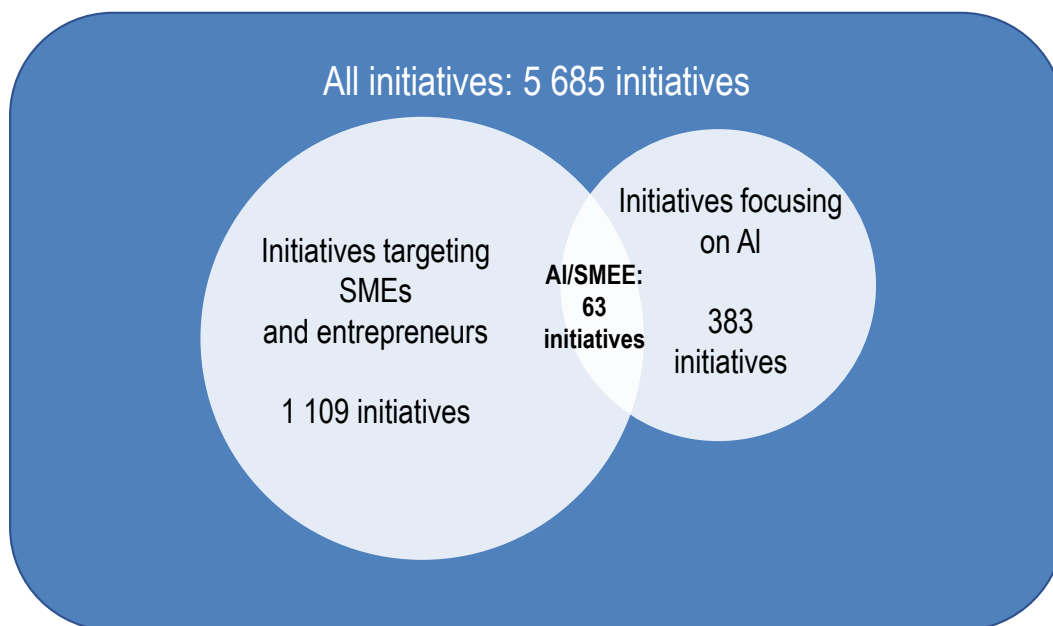 All initiatives: 5 685 initiatives
Initiatives targeting
SMEs
and entrepreneurs
1 109 initiatives
AI/SMEE:
63
initiatives
Initiatives focusing
on AI
383
initiatives